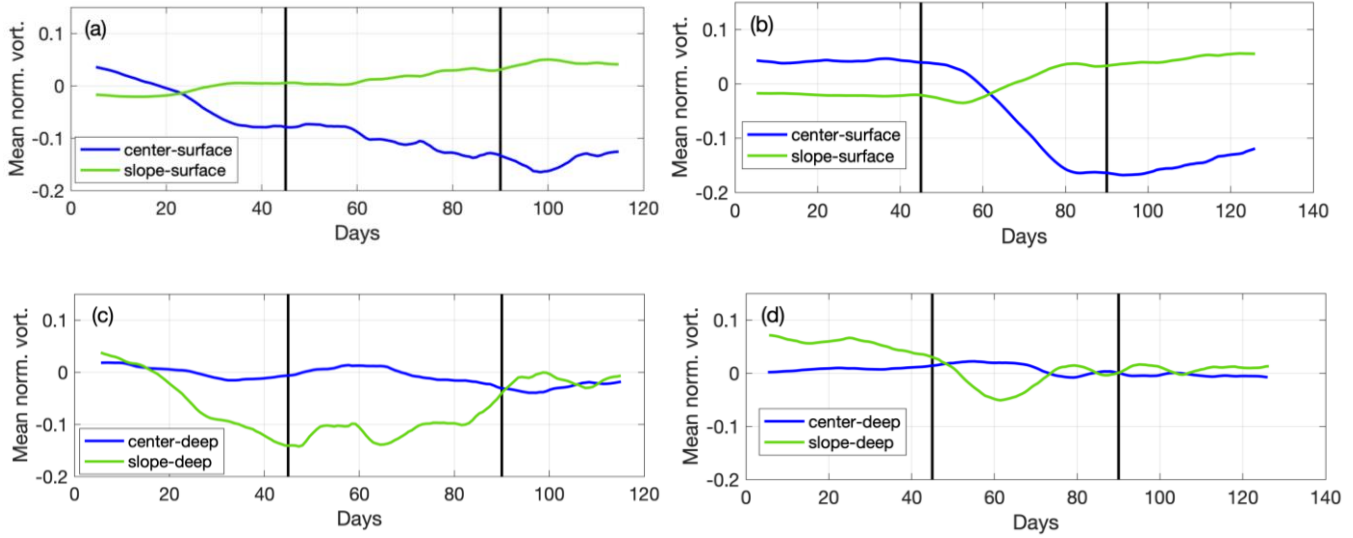 (a)
Mean norm. vort.
0.1
0
-0.1
-0.2
center-surface
slope-surface
0 20 40 60 80 100 120
Days
(b)
Mean norm. vort.
0.1
0
-0.1
-0.2
center-surface
slope-surface
0 20 40 60 80 100 120 140
Days
(c)
Mean norm. vort.
0.1
0
-0.1
-0.2
center-deep
slope-deep
0 20 40 60 80 100 120
Days
(d)
Mean norm. vort.
0.1
0
-0.1
-0.2
center-deep
slope-deep
0 20 40 60 80 100 120 140
Days